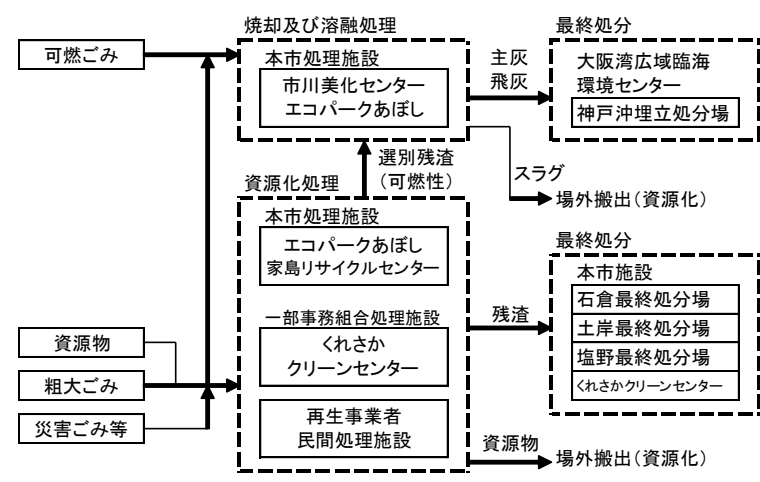 焼却及び溶融処理
最終処分
可燃ごみ
本市処理施設
市川美化センター
エコパークあぼし
主灰
飛灰
大阪湾広域臨海
環境センター
神戸沖埋立処分場
選別残渣
（可燃性）
スラグ
場外搬出（資源化）
資源化処理
本市処理施設
エコパークあぼし
家島リサイクルセンター
最終処分
本市施設
石倉最終処分場
土岸最終処分場
塩野最終処分場
くれさかクリーンセンター
一部事務組合処理施設
くれさか
クリーンセンター
残渣
資源物
粗大ごみ
災害ごみ等
再生事業者
民間処理施設
資源物
場外搬出（資源化）